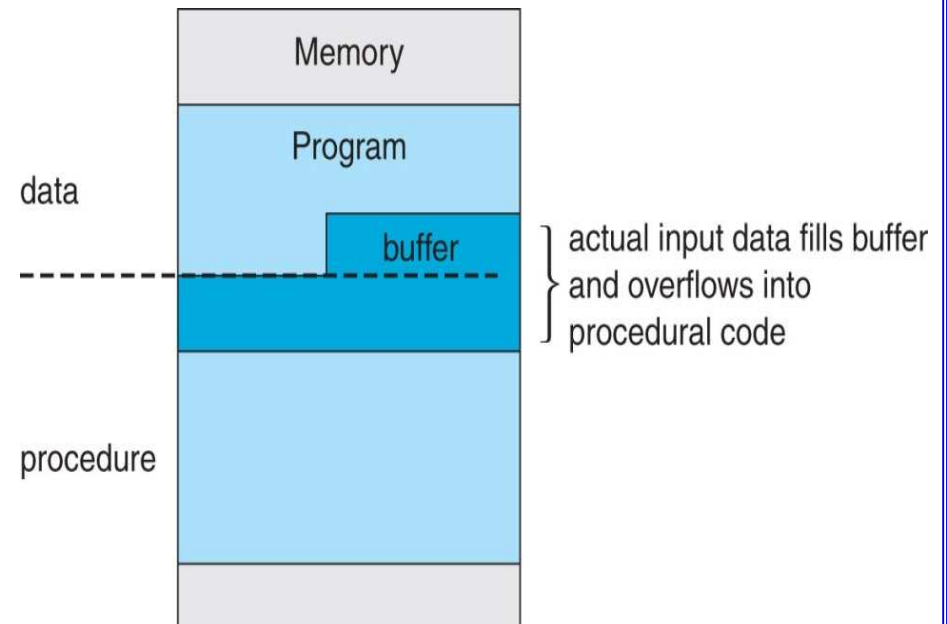 Memory
Program
data
buffer
actual input data fills buffer
and overflows into
procedural code
procedure